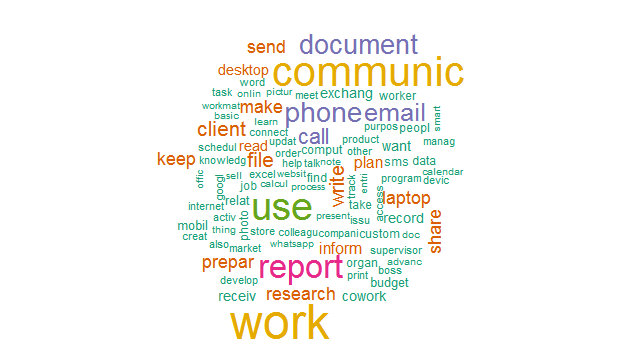 send document
desktop communic
word
task onlin pictur meet exchang worker
workmat make phone email smart
basic learn
client connect call purpos peopl
updat product manag
schedul read order comput other want
keep knowledg file help talk note plan sms data
calendar
offic googl sell excel websit find write track entri program devic
job calcul process access laptop
internet relat use take
mobil activ photo present issu record share
creat thing store colleagu compani custom doc
also market whatsapp inform supervisor
prepar report organ advanc
boss
develop print budget
receiv research cowork
work